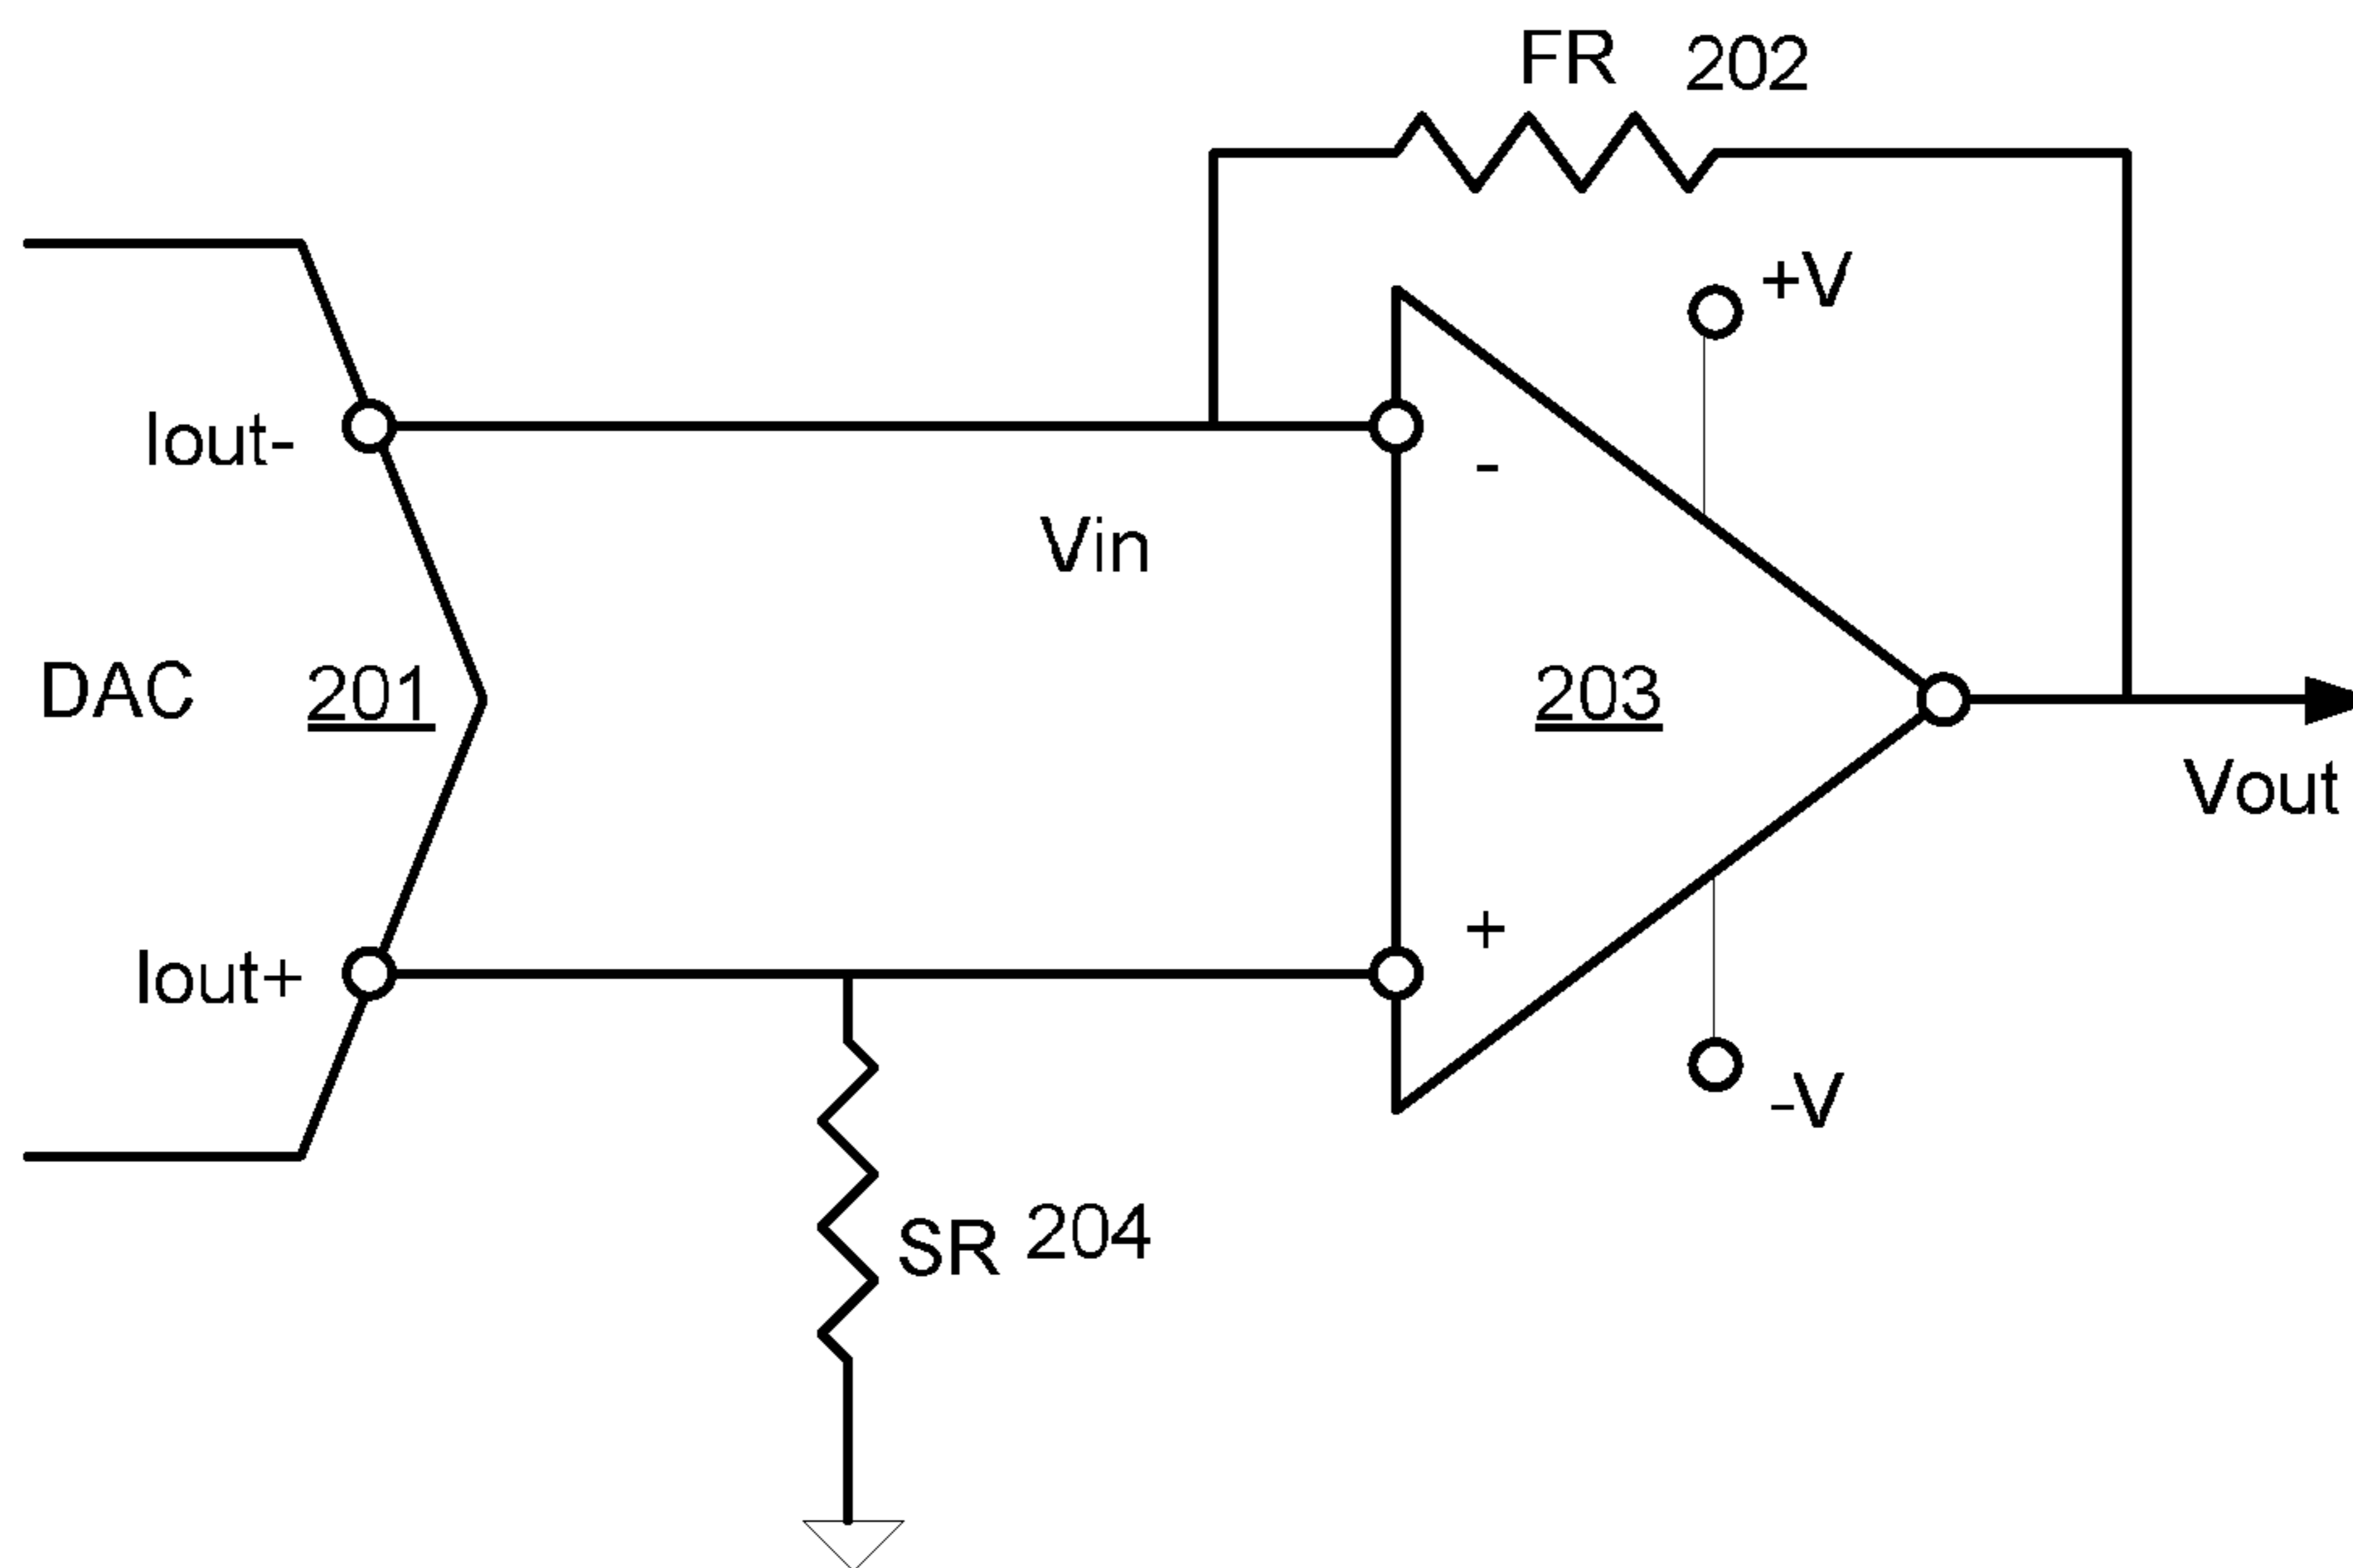 FR 202
+V
Iout-
-
Vin
DAC 201
203
Vout
+
Iout+
-V
SR 204